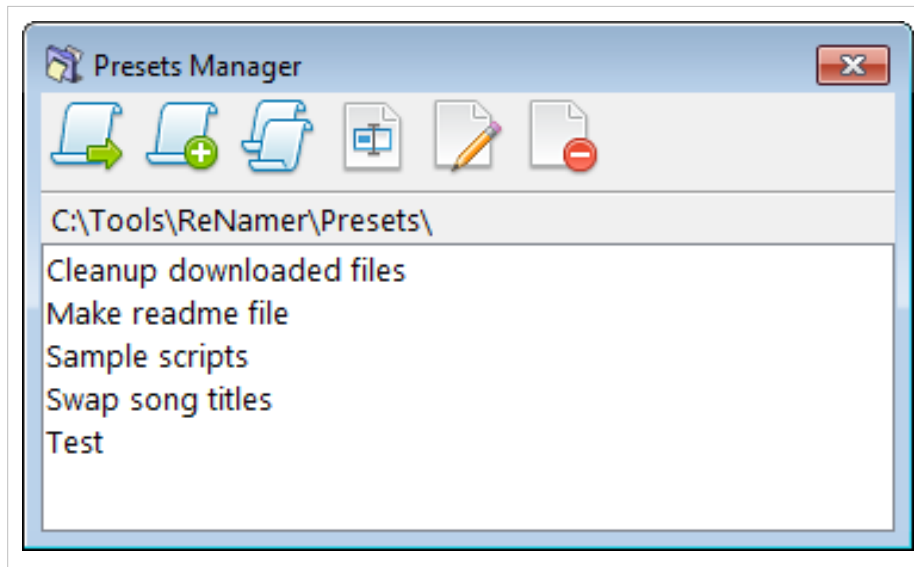 Presets Manager
C:\Tools\ReNamer\Presets\
Cleanup downloaded files
Make readme file
Sample scripts
Swap song titles
Test